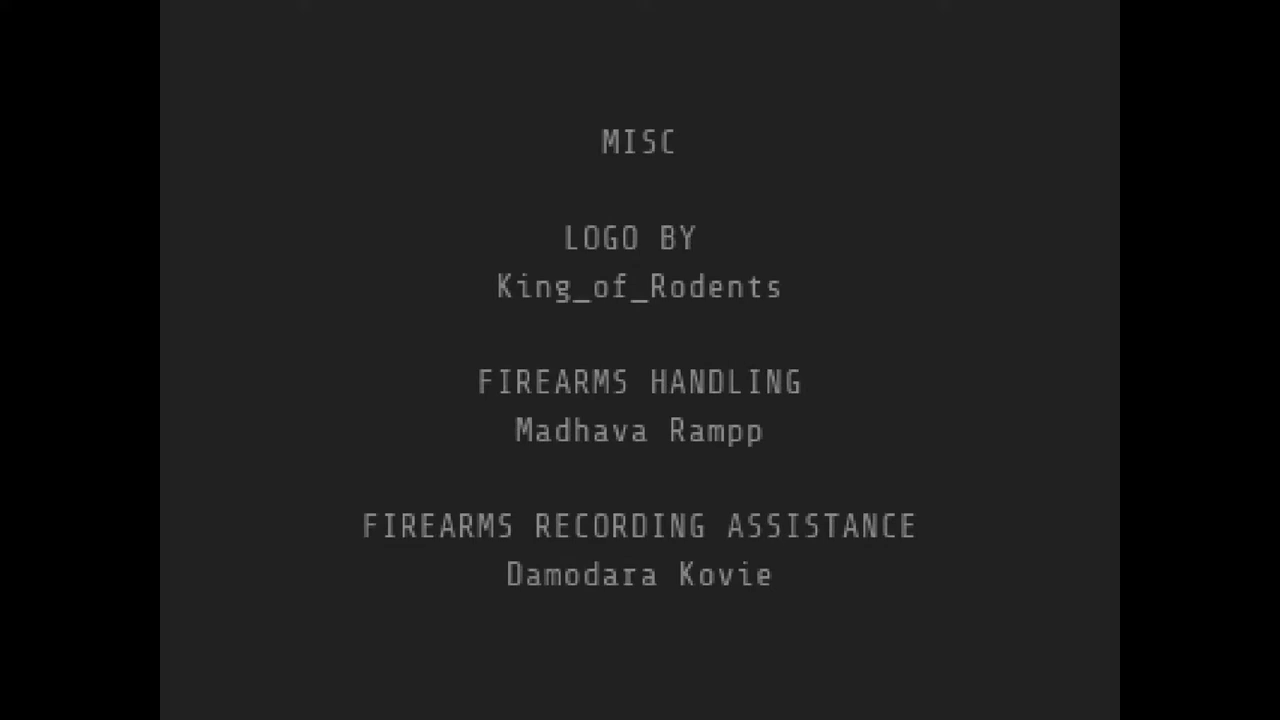 MISC
LOGO BY
King_of_Rodents
FIREARMS HANDLING
Madhava Rampp
FIREARMS RECORDING ASSISTANCE
Damodara Kovie